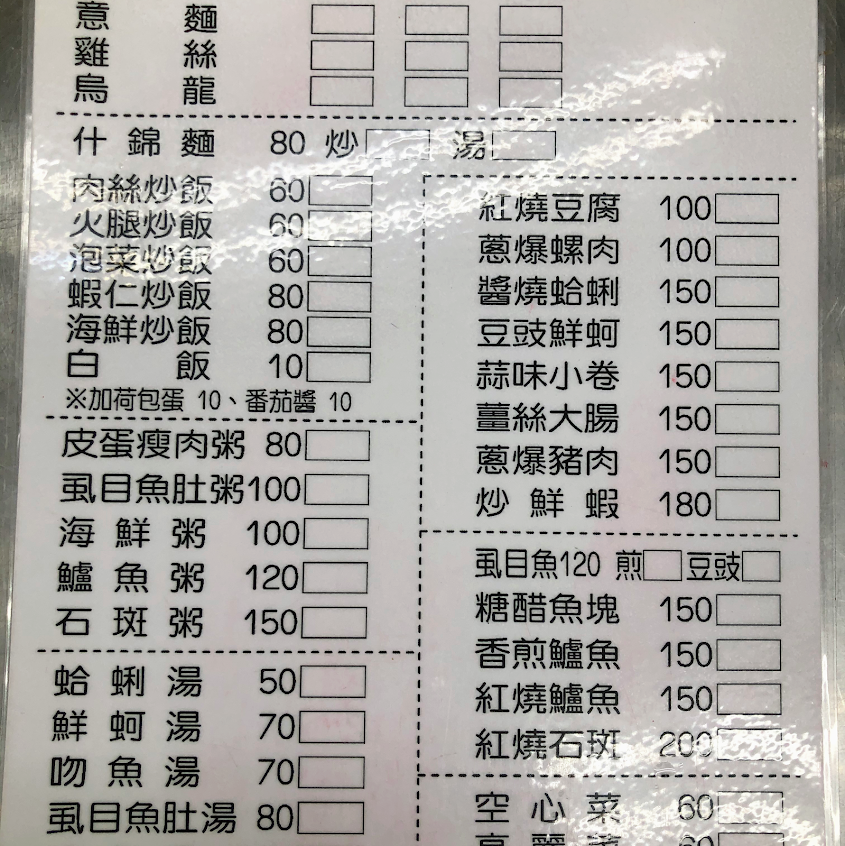 意麵
雞絲
烏龍
什錦麵 80 炒 湯
肉絲炒飯 60
火腿炒飯 60
泡菜炒飯 60
蝦仁炒飯 80
海鮮炒飯 80
白飯 10
※加荷包蛋 10、番茄醬 10
皮蛋瘦肉粥 80
虱目魚肚粥 100
海鮮粥 100
鱸魚粥 120
石斑粥 150
蛤蜊湯 50
鮮蚵湯 70
吻魚湯 70
虱目魚肚湯 80
紅燒豆腐 100
蔥爆螺肉 100
醬燒蛤蜊 150
豆豉鮮蚵 150
蒜味小卷 150
薑絲大腸 150
蔥爆豬肉 150
炒鮮蝦 180
虱目魚120 煎 豆豉
糖醋魚塊 150
香煎鱸魚 150
紅燒鱸魚 150
紅燒石斑 200
空心菜 60